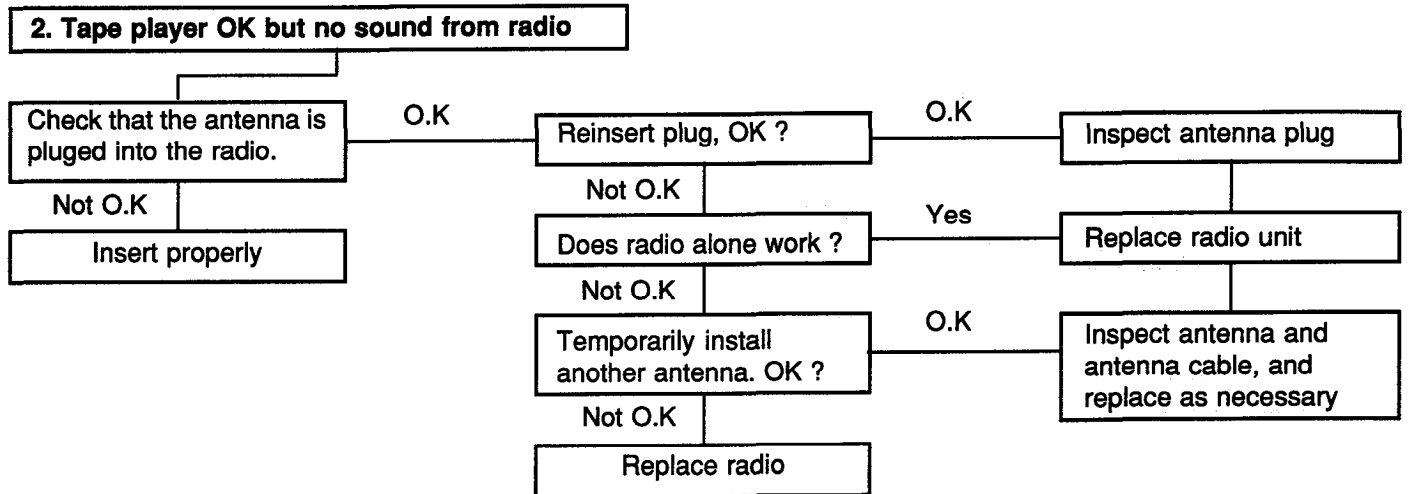 2. Tape player OK but no sound from radio
Check that the antenna is
pluged into the radio.
O.K
Reinsert plug, OK ?
O.K
Inspect antenna plug
Not O.K
Insert properly
Not O.K
Does radio alone work ?
Yes
Replace radio unit
Not O.K
Temporarily install
another antenna. OK ?
O.K
Inspect antenna and
antenna cable, and
replace as necessary
Not O.K
Replace radio